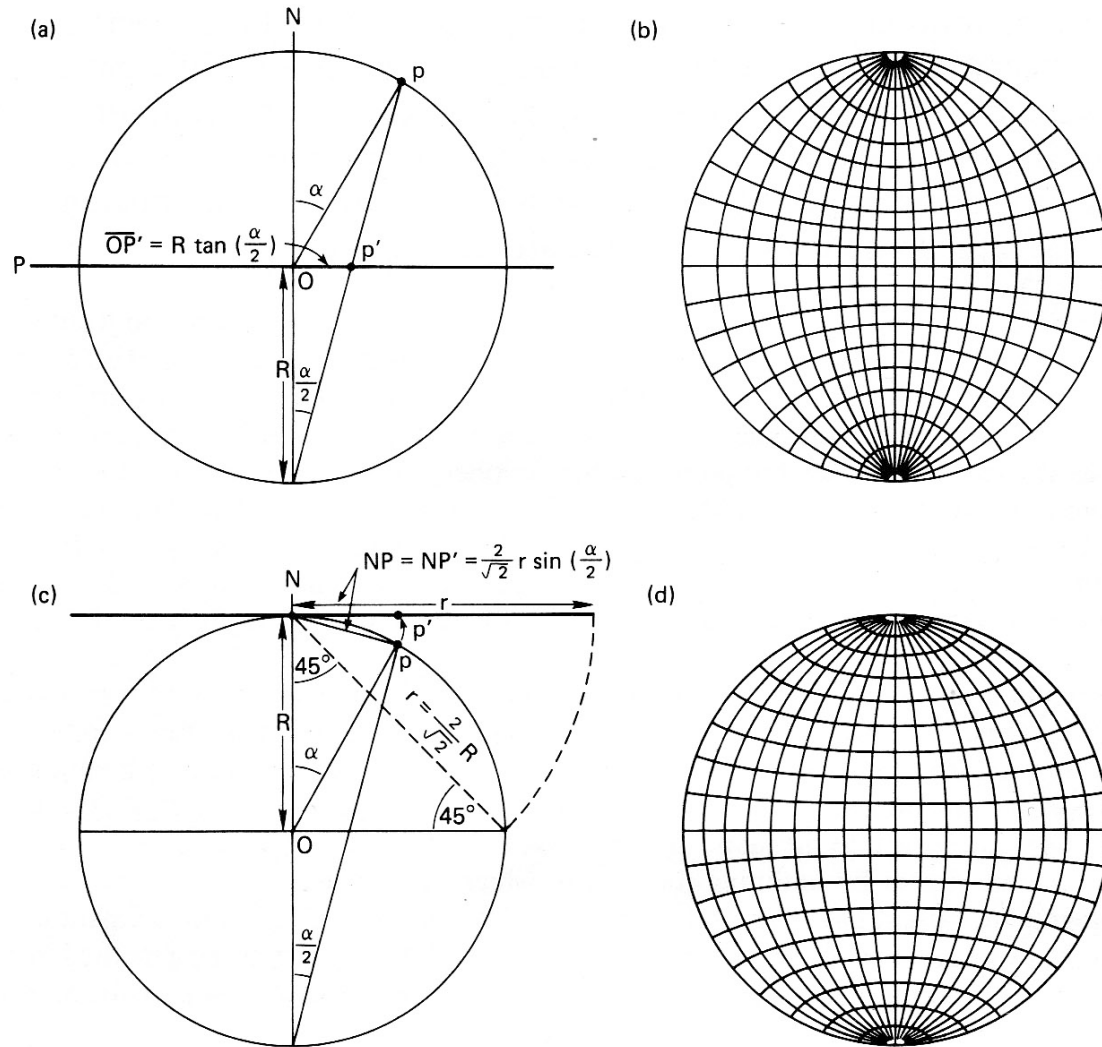 (a)
N
(b)
p
α
OP̅′ = R tan (α/2)
P
p′
O
R
α/2
NP = NP′ = 2/√2 r sin (α/2)
(c)
N
r
(d)
p′
p
45°
R
r = 2/√2 R
α
45°
O
α/2